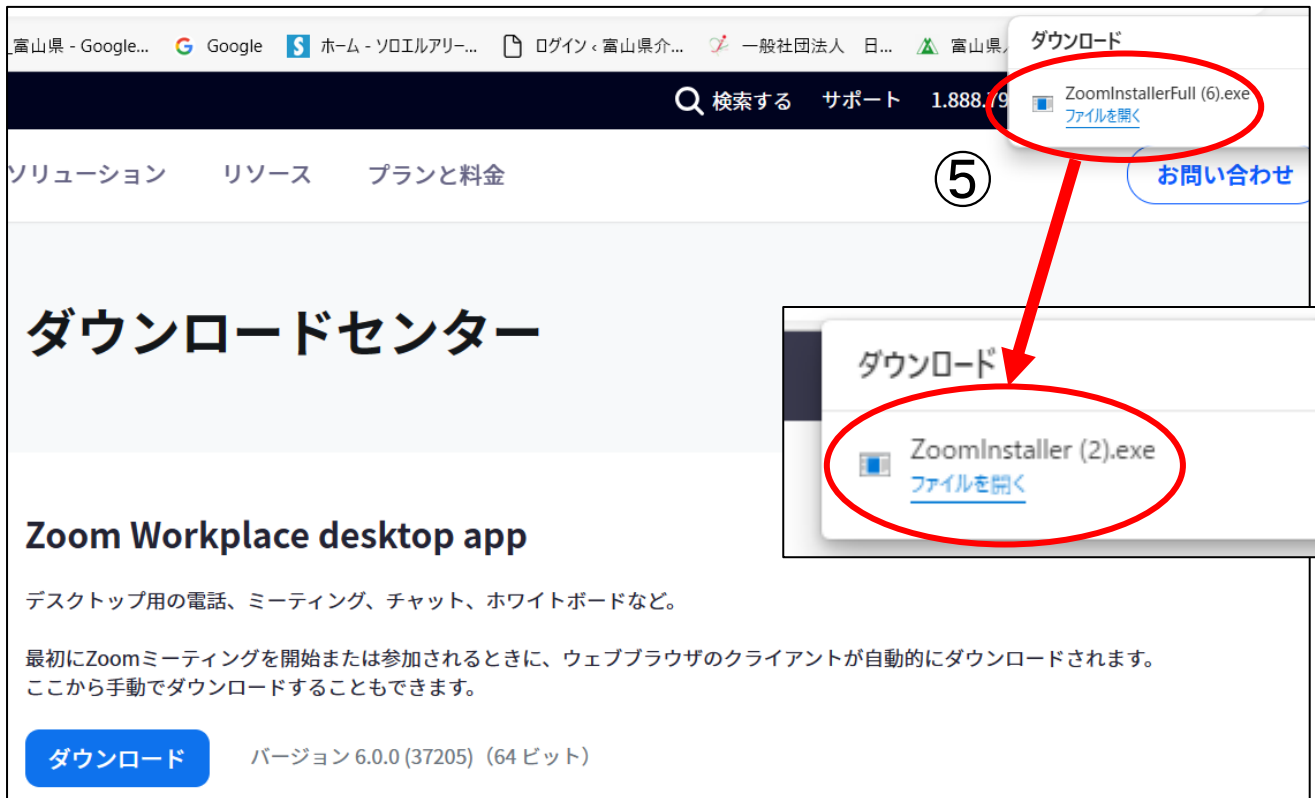 _富山県 - Google... Google ホーム - ソロエルアリー... ログイン ‹ 富山県介... 一般社団法人 日... 富山県
ダウンロード
ZoomInstallerFull (6).exe
ファイルを開く
検索する サポート 1.888.79
ソリューション リソース プランと料金 ⑤ お問い合わせ
ダウンロードセンター
ダウンロード
ZoomInstaller (2).exe
ファイルを開く
Zoom Workplace desktop app
デスクトップ用の電話、ミーティング、チャット、ホワイトボードなど。
最初にZoomミーティングを開始または参加されるときに、ウェブブラウザのクライアントが自動的にダウンロードされます。
ここから手動でダウンロードすることもできます。
ダウンロード バージョン 6.0.0 (37205)（64 ビット）